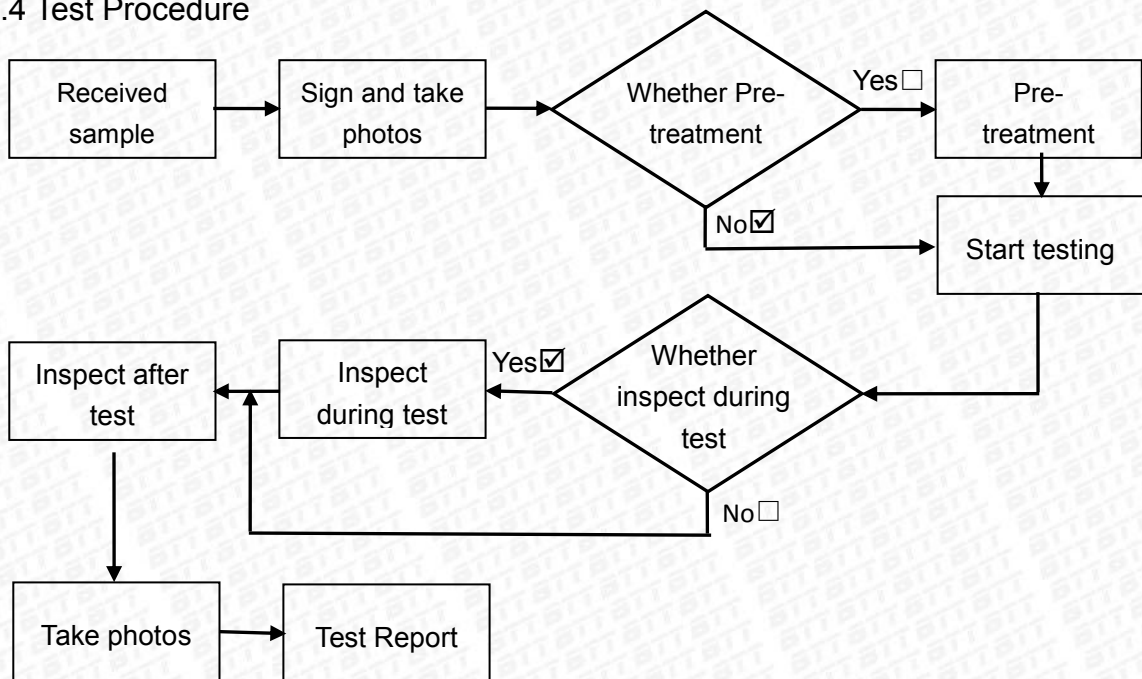 .4 Test Procedure
Received
sample
Sign and take
photos
Whether Pre-
treatment
Yes☐
Pre-
treatment
No☑
Start testing
Whether
inspect during
test
Yes☑
Inspect
during test
Inspect after
test
No☐
Take photos
Test Report